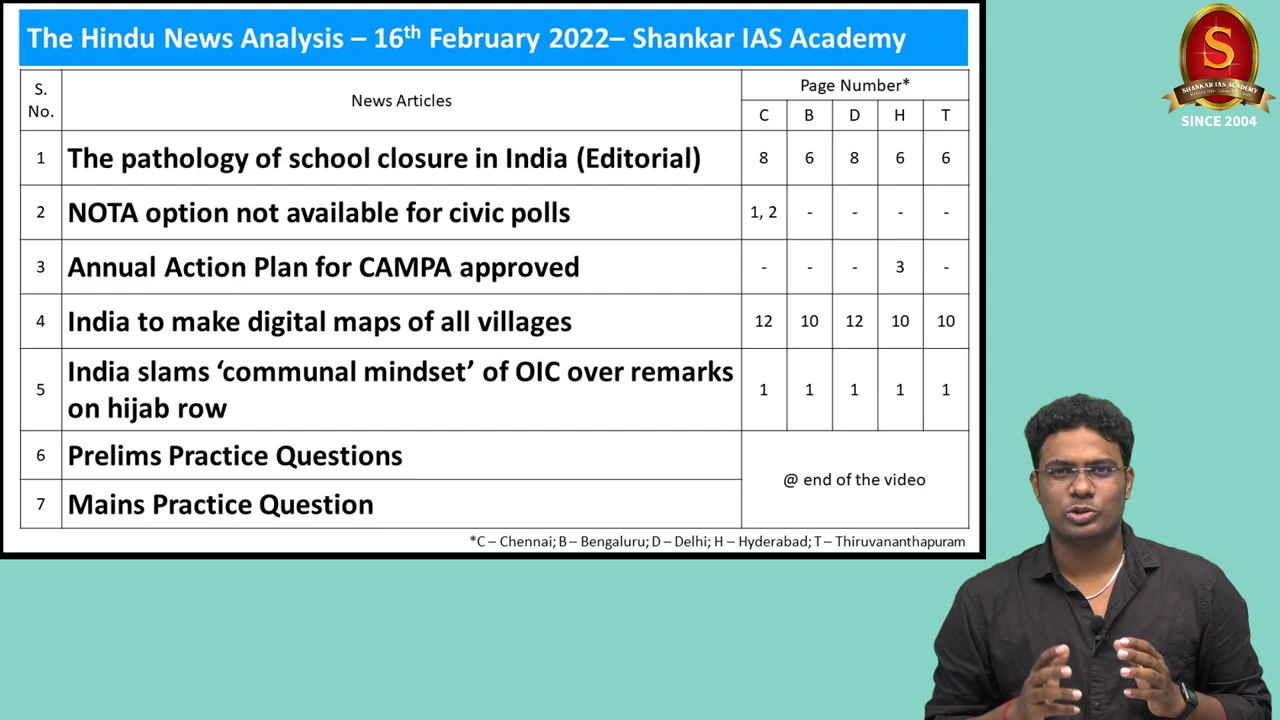 The Hindu News Analysis – 16th February 2022– Shankar IAS Academy
S. No. News Articles Page Number*
C B D H T
1 The pathology of school closure in India (Editorial) 8 6 8 6 6
2 NOTA option not available for civic polls 1, 2 - - - -
3 Annual Action Plan for CAMPA approved - - - 3 -
4 India to make digital maps of all villages 12 10 12 10 10
5 India slams ‘communal mindset’ of OIC over remarks
on hijab row 1 1 1 1 1
6 Prelims Practice Questions
@ end of the video
7 Mains Practice Question
*C – Chennai; B – Bengaluru; D – Delhi; H – Hyderabad; T – Thiruvananthapuram
S
SHANKAR IAS ACADEMY
SINCE 2004